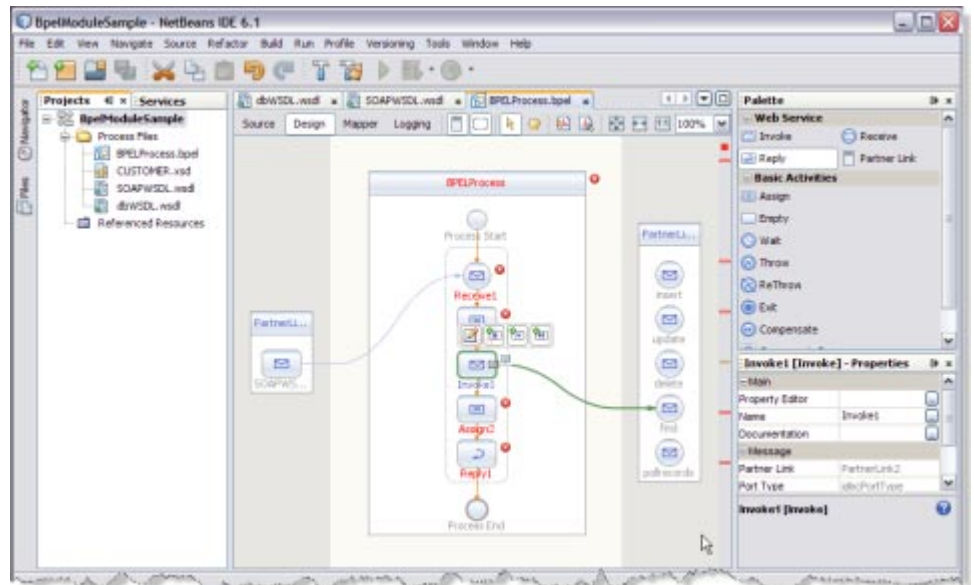 BpelModuleSample - NetBeans IDE 6.1
File Edit View Navigate Source Refactor Build Run Profile Versioning Tools Window Help
Projects Services
Navigator
Files
BpelModuleSample
Process Files
BPELProcess.bpel
CUSTOMER.xsd
SOAPWSDL.wsdl
dbWSDL.wsdl
Referenced Resources
dbWSDL.wsdl SOAPWSDL.wsdl BPELProcess.bpel
Source Design Mapper Logging 100%
BPELProcess
Process Start
Receive1
Invoke1
Assign2
Reply1
Process End
PartnerLi...
SOAPWS...
PartnerLi...
insert
update
delete
find
pollrecords
Palette
Web Service
Invoke Receive
Reply Partner Link
Basic Activities
Assign
Empty
Wait
Throw
ReThrow
Exit
Compensate
Invoke1 [Invoke] - Properties
Main
Property Editor
Name Invoke1
Documentation
Message
Partner Link PartnerLink2
Port Type jdbcPortType
Invoke1 [Invoke]